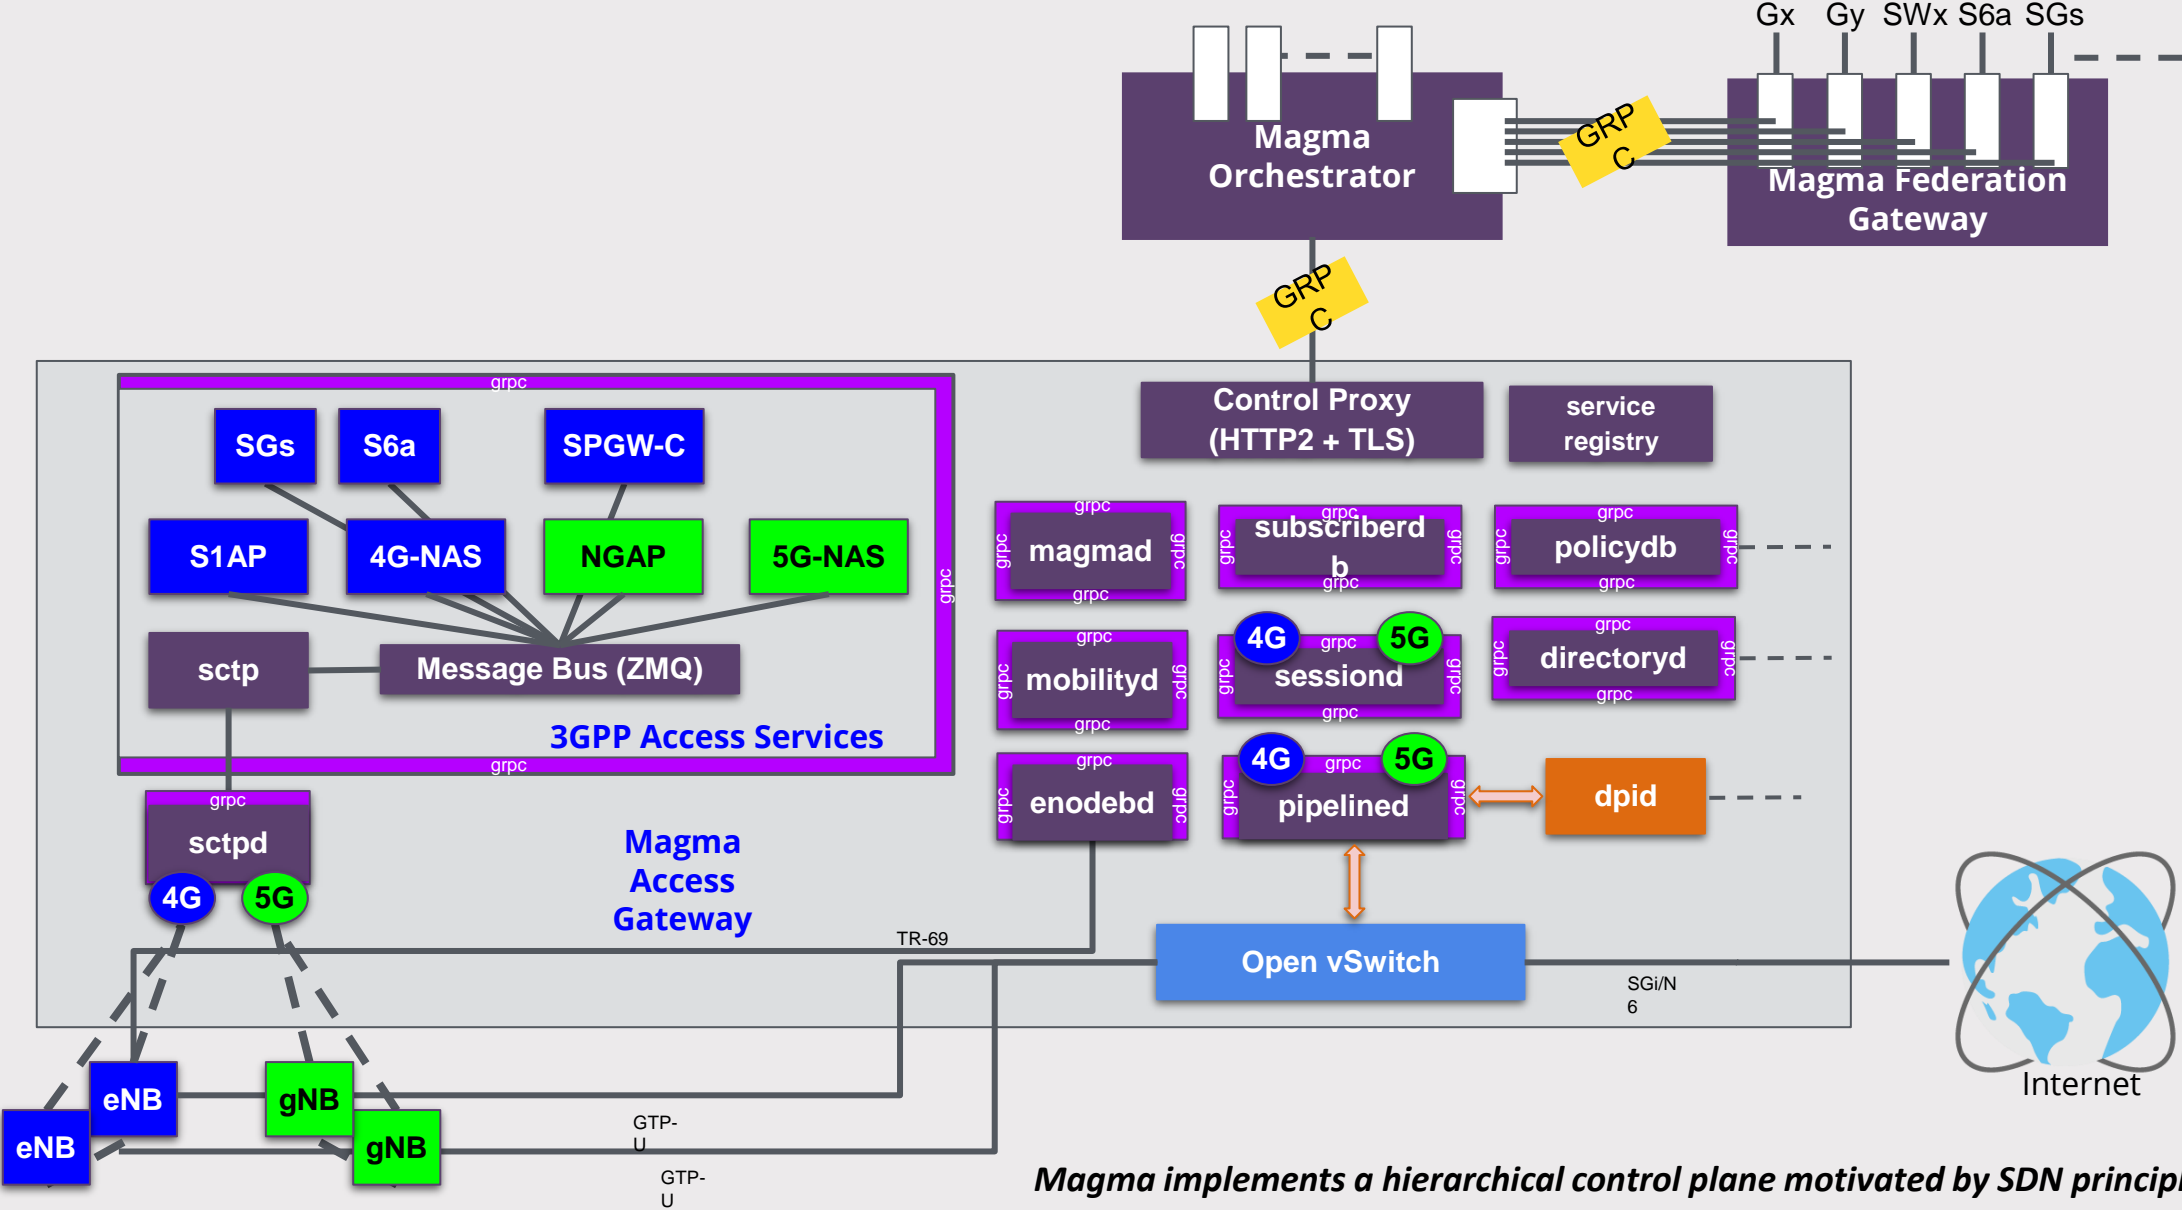 Gx Gy SWx S6a SGs
Magma
Orchestrator
GRP
C
Magma Federation
Gateway
GRP
C
grpc
SGs
S6a
SPGW-C
S1AP
4G-NAS
NGAP
5G-NAS
grpc
sctp
Message Bus (ZMQ)
3GPP Access Services
grpc
Control Proxy
(HTTP2 + TLS)
service
registry
grpc
grpc
magmad
grpc
grpc
grpc
grpc
subscriberd
b
grpc
grpc
grpc
grpc
policydb
grpc
grpc
grpc
grpc
mobilityd
grpc
grpc
4G
grpc
5G
grpc
sessiond
grpc
grpc
grpc
grpc
directoryd
grpc
grpc
grpc
grpc
enodebd
grpc
4G
grpc
5G
grpc
pipelined
grpc
dpid
grpc
sctpd
4G
5G
Magma
Access
Gateway
TR-69
Open vSwitch
SGi/N
6
Internet
eNB
eNB
gNB
gNB
GTP-
U
GTP-
U
Magma implements a hierarchical control plane motivated by SDN principl